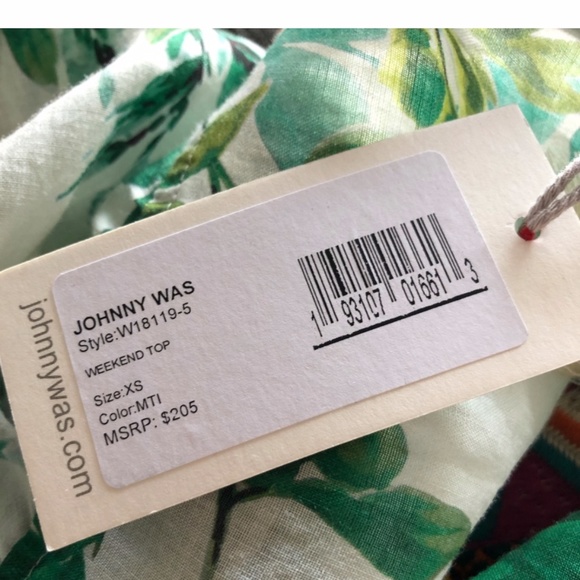 JOHNNY WAS
Style:W18119-5
WEEKEND TOP
Size:XS
Color:MTI
MSRP: $205
1 93107 01661 3
johnnywas.com